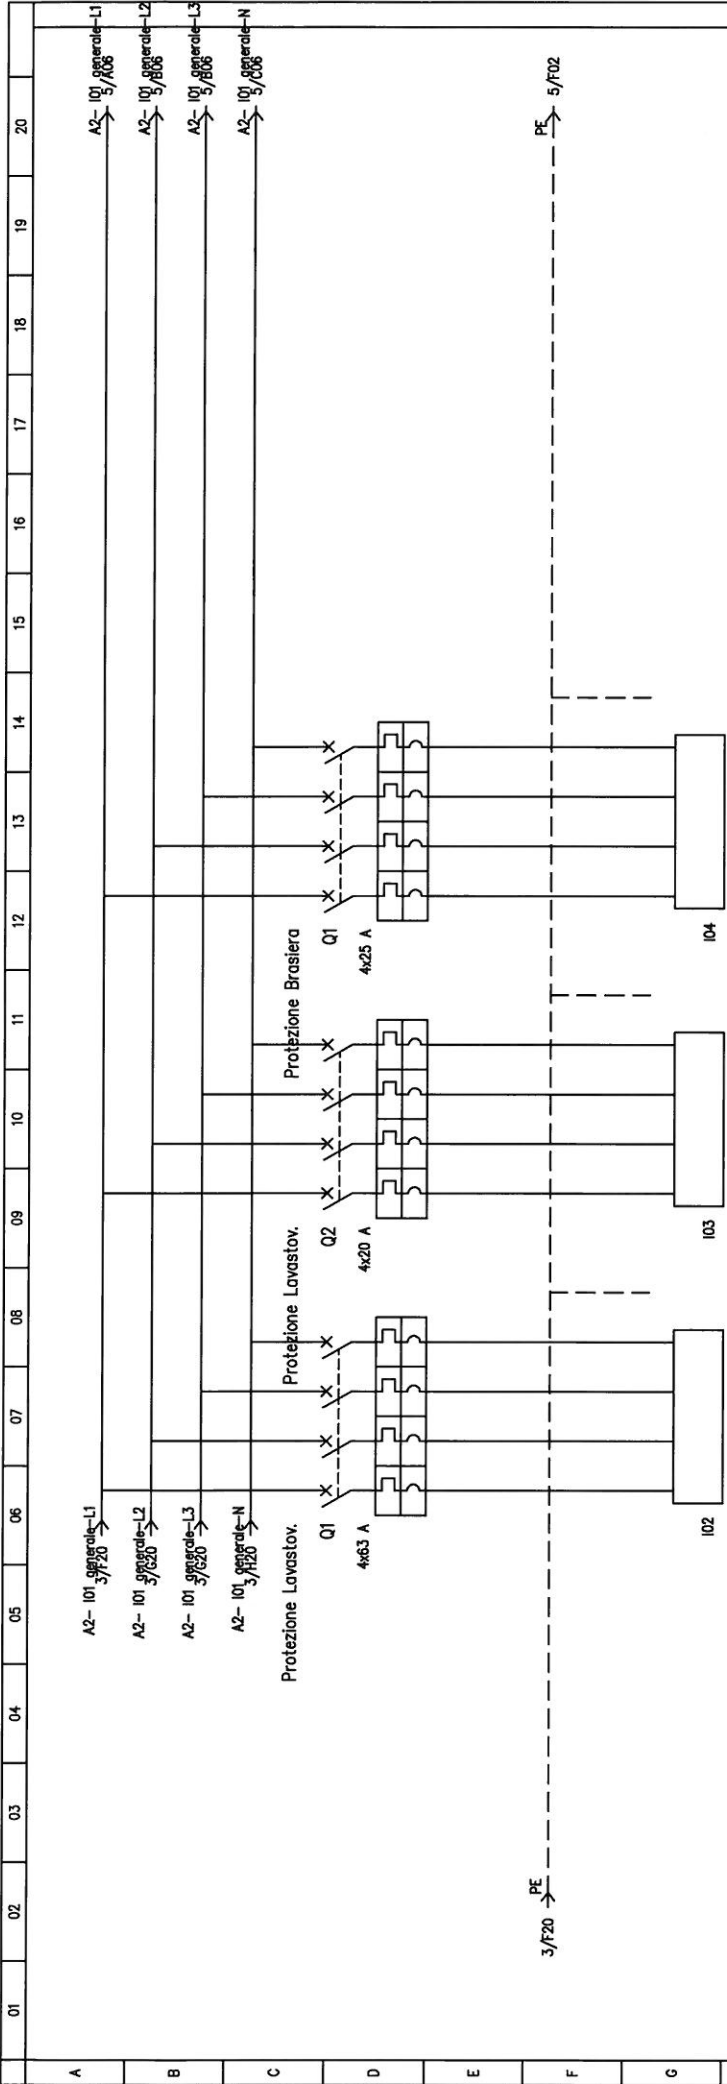 01 02 03 04 05 06 07 08 09 10 11 12 13 14 15 16 17 18 19 20
A
B
C
D
E
F
G
A2- I01 generale-L1
3/F20
A2- I01 generale-L2
3/G20
A2- I01 generale-L3
3/G20
A2- I01 generale-N
3/H20
A2- I01 generale-L1
5/A06
A2- I01 generale-L2
5/B06
A2- I01 generale-L3
5/B06
A2- I01 generale-N
5/C06
Protezione Lavastov.
Q1
4x63 A
Protezione Lavastov.
Q2
4x20 A
Protezione Brasiera
Q1
4x25 A
3/F20
PE
PE
5/F02
I02
I03
I04